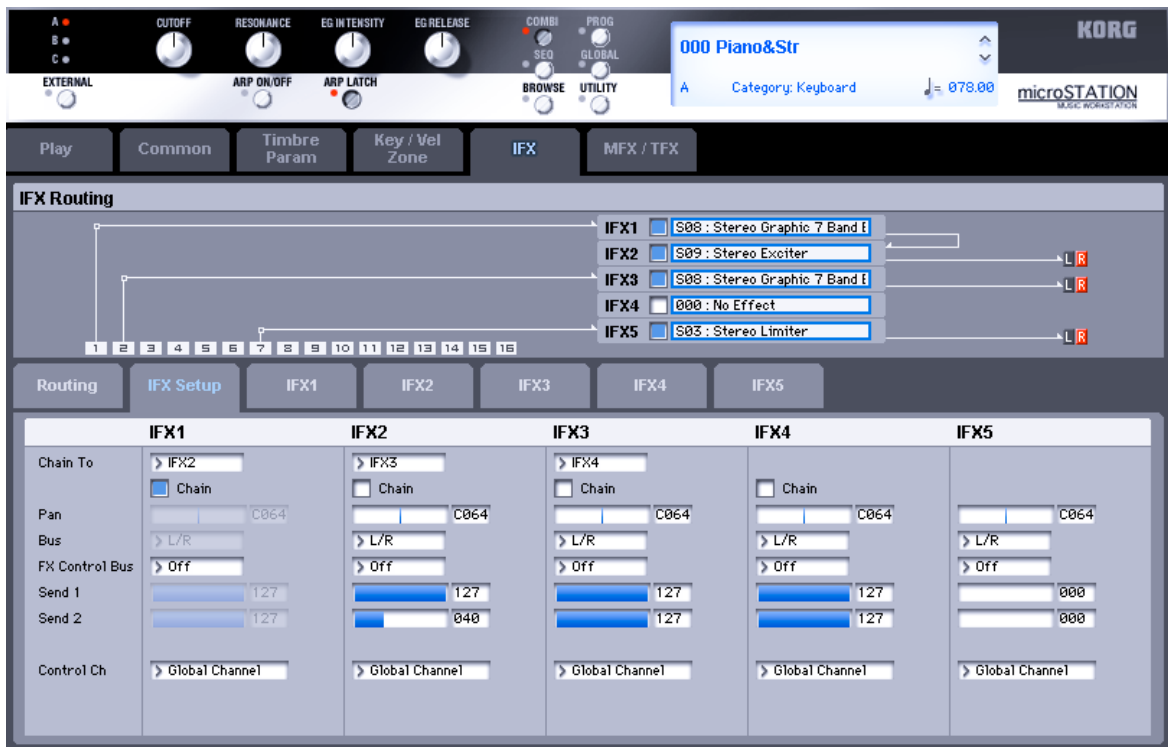 A
B
C
CUTOFF RESONANCE EG INTENSITY EG RELEASE
COMBI PROG
SEQ GLOBAL
EXTERNAL ARP ON/OFF ARP LATCH BROWSE UTILITY
000 Piano&Str
A Category: Keyboard ♩= 078.00
KORG
microSTATION
MUSIC WORKSTATION
Play Common Timbre Param Key / Vel Zone IFX MFX / TFX
IFX Routing
IFX1 S08 : Stereo Graphic 7 Band E
IFX2 S09 : Stereo Exciter L R
IFX3 S08 : Stereo Graphic 7 Band E L R
IFX4 000 : No Effect
IFX5 S03 : Stereo Limiter L R
1 2 3 4 5 6 7 8 9 10 11 12 13 14 15 16
Routing IFX Setup IFX1 IFX2 IFX3 IFX4 IFX5
IFX1 IFX2 IFX3 IFX4 IFX5
Chain To > IFX2 > IFX3 > IFX4
Chain Chain Chain Chain
Pan C064 C064 C064 C064 C064
Bus > L/R > L/R > L/R > L/R > L/R
FX Control Bus > Off > Off > Off > Off > Off
Send 1 127 127 127 127 000
Send 2 127 040 127 127 000
Control Ch > Global Channel > Global Channel > Global Channel > Global Channel > Global Channel